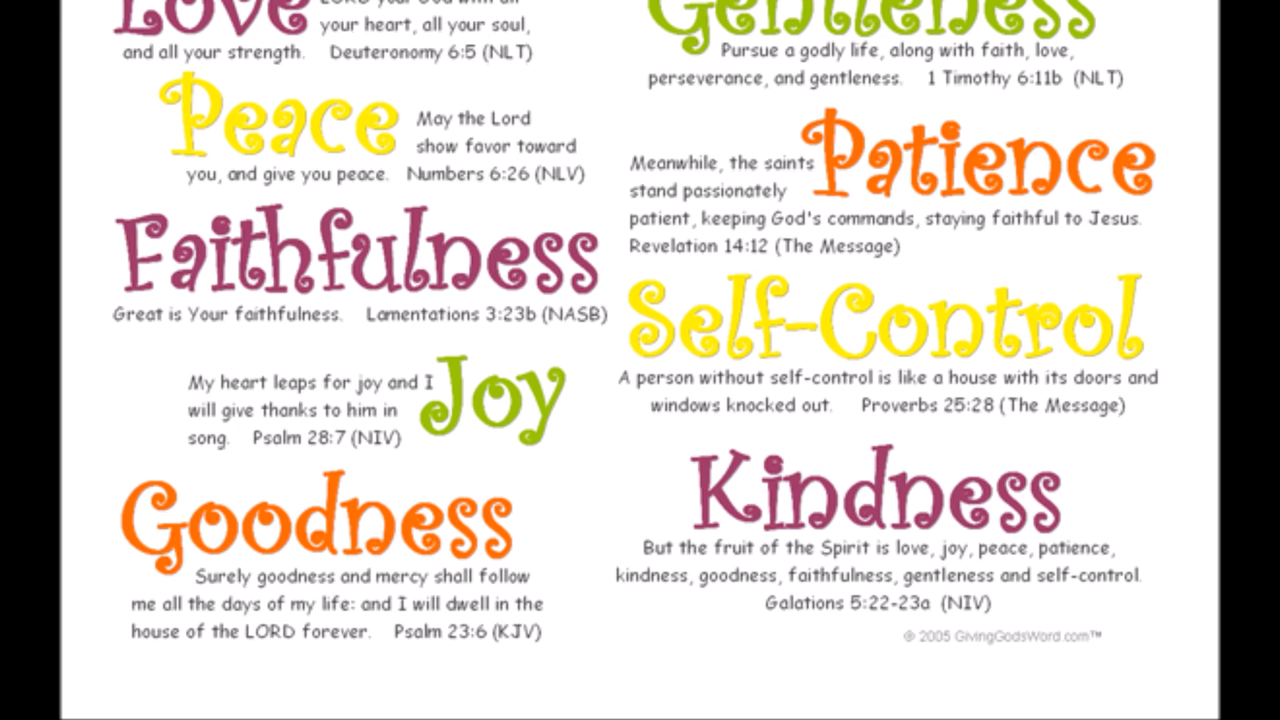 Love
LORD your God with all
your heart, all your soul,
and all your strength. Deuteronomy 6:5 (NLT)
Peace
May the Lord
show favor toward
you, and give you peace. Numbers 6:26 (NLV)
Faithfulness
Great is Your faithfulness. Lamentations 3:23b (NASB)
Joy
My heart leaps for joy and I
will give thanks to him in
song. Psalm 28:7 (NIV)
Goodness
Surely goodness and mercy shall follow
me all the days of my life: and I will dwell in the
house of the LORD forever. Psalm 23:6 (KJV)
Gentleness
Pursue a godly life, along with faith, love,
perseverance, and gentleness. 1 Timothy 6:11b (NLT)
Patience
Meanwhile, the saints
stand passionately
patient, keeping God's commands, staying faithful to Jesus.
Revelation 14:12 (The Message)
Self-Control
A person without self-control is like a house with its doors and
windows knocked out. Proverbs 25:28 (The Message)
Kindness
But the fruit of the Spirit is love, joy, peace, patience,
kindness, goodness, faithfulness, gentleness and self-control.
Galations 5:22-23a (NIV)
© 2005 GivingGodsWord.com™